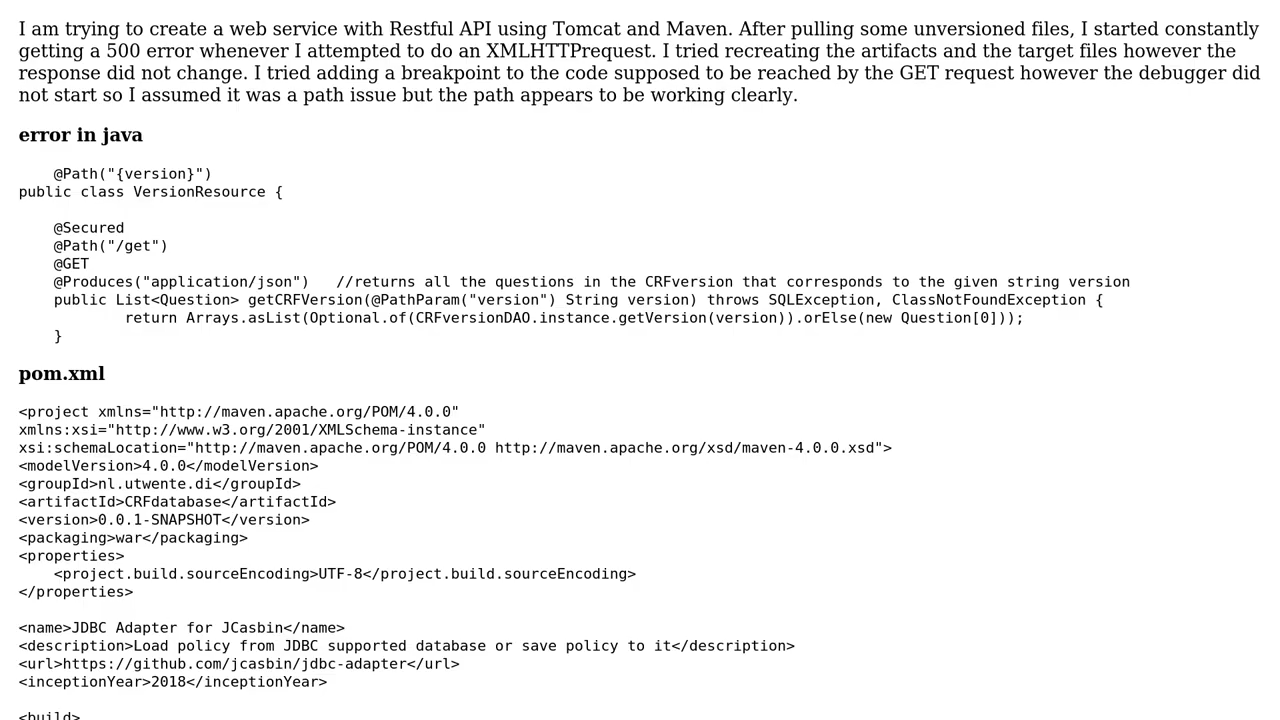 I am trying to create a web service with Restful API using Tomcat and Maven. After pulling some unversioned files, I started constantly
getting a 500 error whenever I attempted to do an XMLHTTPrequest. I tried recreating the artifacts and the target files however the
response did not change. I tried adding a breakpoint to the code supposed to be reached by the GET request however the debugger did
not start so I assumed it was a path issue but the path appears to be working clearly.
error in java
    @Path("{version}")
public class VersionResource {
    @Secured
    @Path("/get")
    @GET
    @Produces("application/json")   //returns all the questions in the CRFversion that corresponds to the given string version
    public List<Question> getCRFVersion(@PathParam("version") String version) throws SQLException, ClassNotFoundException {
            return Arrays.asList(Optional.of(CRFversionDAO.instance.getVersion(version)).orElse(new Question[0]));
    }
pom.xml
<project xmlns="http://maven.apache.org/POM/4.0.0"
xmlns:xsi="http://www.w3.org/2001/XMLSchema-instance"
xsi:schemaLocation="http://maven.apache.org/POM/4.0.0 http://maven.apache.org/xsd/maven-4.0.0.xsd">
<modelVersion>4.0.0</modelVersion>
<groupId>nl.utwente.di</groupId>
<artifactId>CRFdatabase</artifactId>
<version>0.0.1-SNAPSHOT</version>
<packaging>war</packaging>
<properties>
    <project.build.sourceEncoding>UTF-8</project.build.sourceEncoding>
</properties>
<name>JDBC Adapter for JCasbin</name>
<description>Load policy from JDBC supported database or save policy to it</description>
<url>https://github.com/jcasbin/jdbc-adapter</url>
<inceptionYear>2018</inceptionYear>
<build>